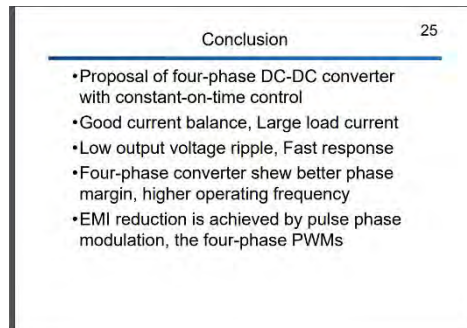 Conclusion
25
•Proposal of four-phase DC-DC converter
with constant-on-time control
•Good current balance, Large load current
•Low output voltage ripple, Fast response
•Four-phase converter shew better phase
margin, higher operating frequency
•EMI reduction is achieved by pulse phase
modulation, the four-phase PWMs